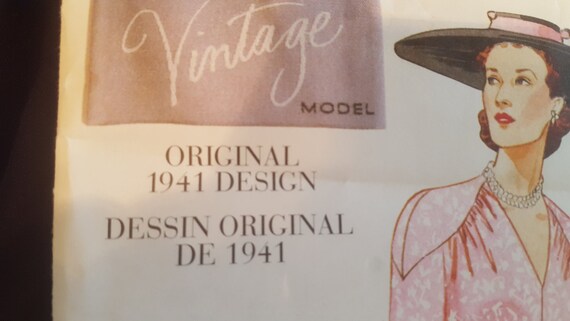 Vintage
MODEL
ORIGINAL
1941 DESIGN
DESSIN ORIGINAL
DE 1941